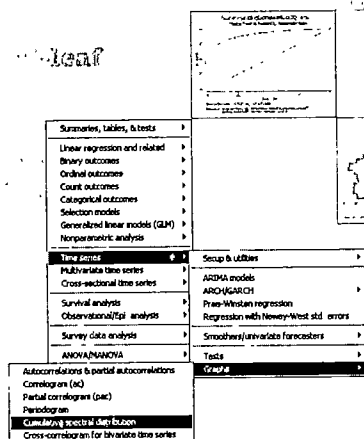 leaf
Summaries, tables, & tests
Linear regression and related
Binary outcomes
Ordinal outcomes
Count outcomes
Categorical outcomes
Selection models
Generalized linear models (GLM)
Nonparametric analysis
Time series
Multivariate time series
Cross-sectional time series
Survival analysis
Observational/Epi. analysis
Survey data analysis
ANOVA/MANOVA
Setup & utilities
ARIMA models
ARCH/GARCH
Prais-Winsten regression
Regression with Newey-West std. errors
Smoothers/univariate forecasters
Tests
Graphs
Autocorrelations & partial autocorrelations
Correlogram (ac)
Partial correlogram (pac)
Periodogram
Cumulative spectral distribution
Cross-correlogram for bivariate time series